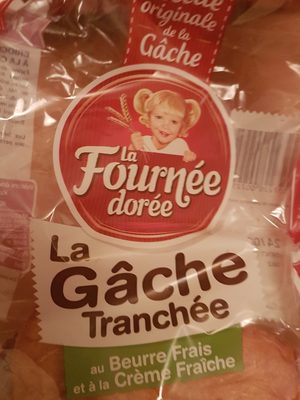 originale
de la
Gâche
la
Fournée
dorée
La
Gâche
Tranchée
au Beurre Frais
et à la Crème Fraîche